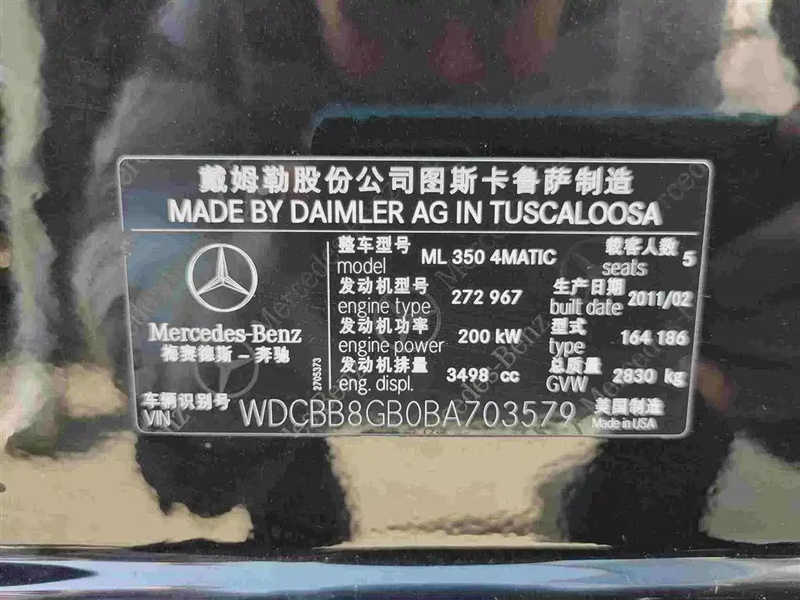 戴姆勒股份公司图斯卡鲁萨制造
MADE BY DAIMLER AG IN TUSCALOOSA
整车型号 ML 350 4MATIC 载客人数 5
model seats
发动机型号 272 967 生产日期 2011/02
engine type built date
发动机功率 200 kW 型式 164 186
engine power type
发动机排量 3498 cc 总质量 2830 kg
eng. displ. GVW
Mercedes-Benz
梅赛德斯-奔驰
2705373
车辆识别号 WDCBB8GB0BA703579 美国制造
VIN Made in USA